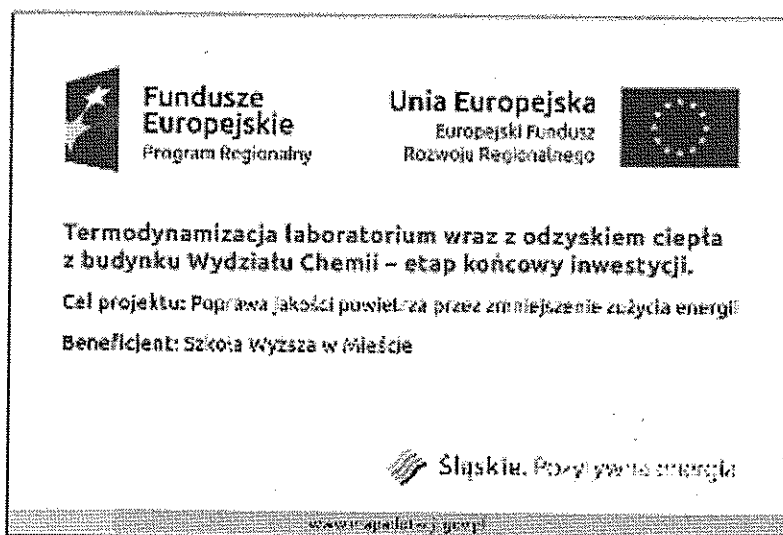 Fundusze
Europejskie
Program Regionalny
Unia Europejska
Europejski Fundusz
Rozwoju Regionalnego
Termodynamizacja laboratorium wraz z odzyskiem ciepła
z budynku Wydziału Chemii – etap końcowy inwestycji.
Cel projektu: Poprawa jakości powietrza przez zmniejszenie zużycia energii
Beneficjent: Szkoła Wyższa w Mieście
Śląskie. Pozytywna energia